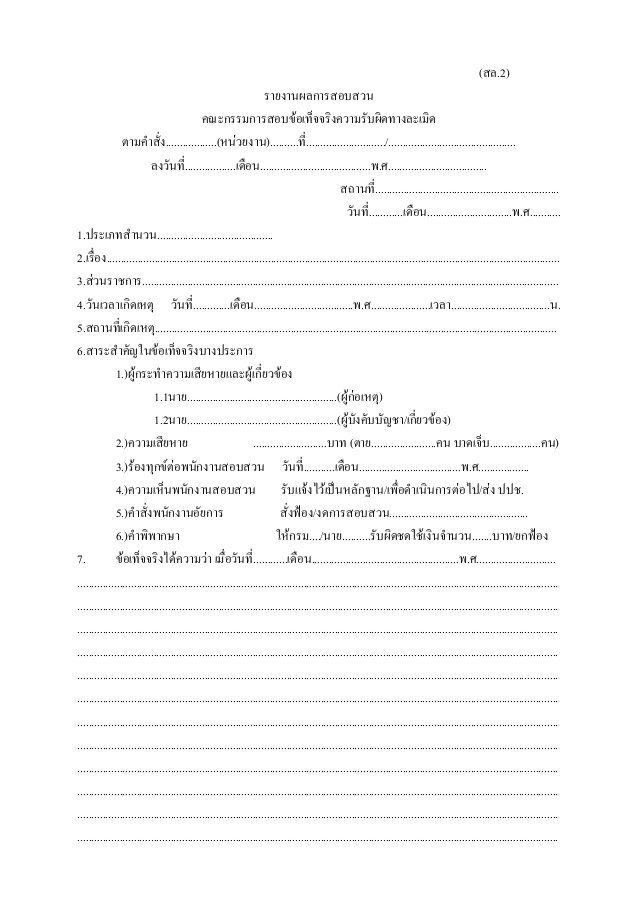 (สล.2)
รายงานผลการสอบสวน
คณะกรรมการสอบข้อเท็จจริงความรับผิดทางละเมิด
ตามคำสั่ง..................(หน่วยงาน)..........ที่............................/.............................................
ลงวันที่..................เดือน.......................................พ.ศ...................................
สถานที่.................................................................
วันที่............เดือน..............................พ.ศ...........
1.ประเภทสำนวน.........................................
2.เรื่อง................................................................................................................................................................
3.ส่วนราชการ...................................................................................................................................................
4.วันเวลาเกิดเหตุ วันที่.............เดือน...................................พ.ศ.....................เวลา...................................น.
5.สถานที่เกิดเหตุ..............................................................................................................................................
6.สาระสำคัญในข้อเท็จจริงบางประการ
1.)ผู้กระทำความเสียหายและผู้เกี่ยวข้อง
1.1นาย.....................................................(ผู้ก่อเหตุ)
1.2นาย.....................................................(ผู้บังคับบัญชา/เกี่ยวข้อง)
2.)ความเสียหาย ..........................บาท (ตาย.......................คน บาดเจ็บ..................คน)
3.)ร้องทุกข์ต่อพนักงานสอบสวน วันที่...........เดือน....................................พ.ศ..................
4.)ความเห็นพนักงานสอบสวน รับแจ้งไว้เป็นหลักฐาน/เพื่อดำเนินการต่อไป/ส่ง ปปช.
5.)คำสั่งพนักงานอัยการ สั่งฟ้อง/งดการสอบสวน.................................................
6.)คำพิพากษา ให้กรม..../นาย..........รับผิดชดใช้เงินจำนวน.......บาท/ยกฟ้อง
7. ข้อเท็จจริงได้ความว่า เมื่อวันที่............เดือน....................................................พ.ศ............................
..........................................................................................................................................................................
..........................................................................................................................................................................
..........................................................................................................................................................................
..........................................................................................................................................................................
..........................................................................................................................................................................
..........................................................................................................................................................................
..........................................................................................................................................................................
..........................................................................................................................................................................
..........................................................................................................................................................................
..........................................................................................................................................................................
..........................................................................................................................................................................
..........................................................................................................................................................................